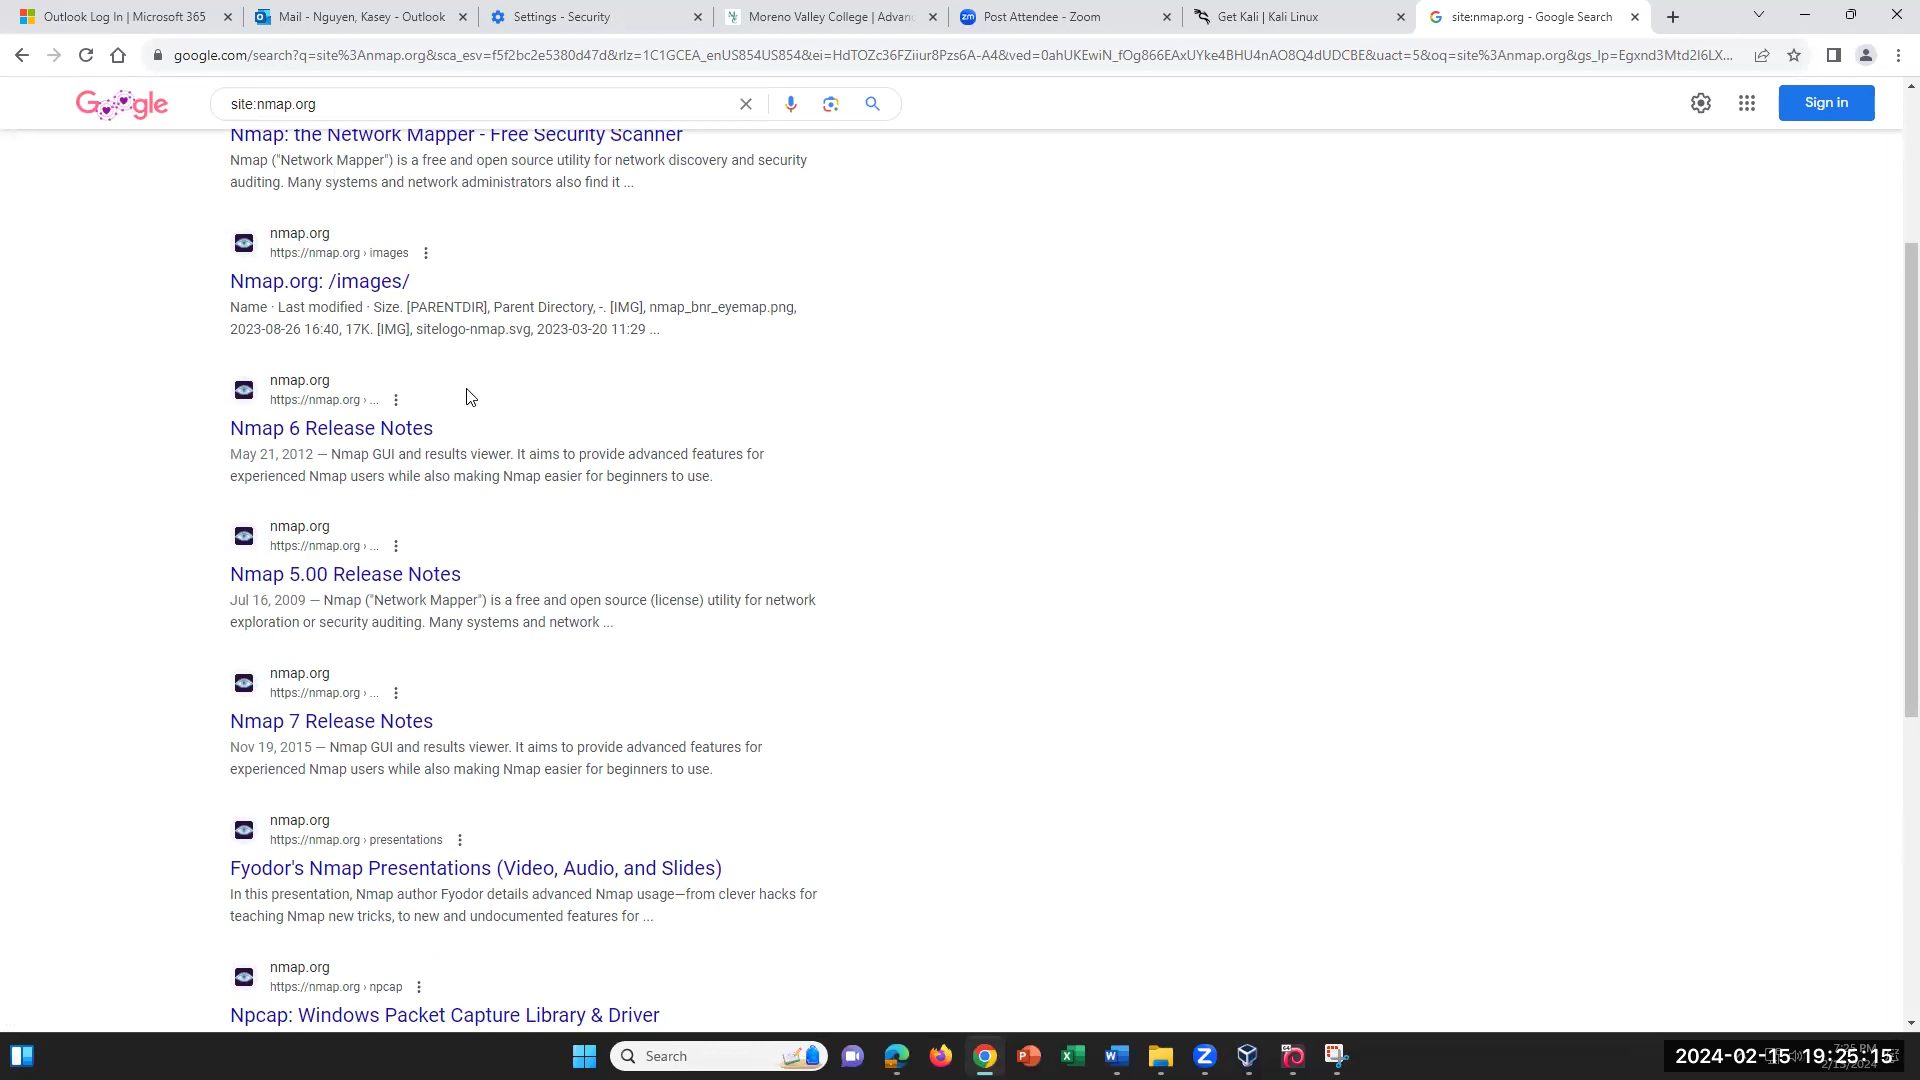 Outlook Log In | Microsoft 365
Mail - Nguyen, Kasey - Outlook
Settings - Security
Moreno Valley College | Advanc
Post Attendee - Zoom
Get Kali | Kali Linux
site:nmap.org - Google Search
google.com/search?q=site%3Anmap.org&sca_esv=f5f2bc2e5380d47d&rlz=1C1GCEA_enUS854US854&ei=HdTOZc36FZiiur8Pzs6A-A4&ved=0ahUKEwiN_fOg866EAxUYke4BHU4nAO8Q4dUDCBE&uact=5&oq=site%3Anmap.org&gs_lp=Egxnd3Mtd2l6LX...
Google
site:nmap.org
Sign in
Nmap: the Network Mapper - Free Security Scanner
Nmap ("Network Mapper") is a free and open source utility for network discovery and security
auditing. Many systems and network administrators also find it ...
nmap.org
https://nmap.org › images
Nmap.org: /images/
Name · Last modified · Size. [PARENTDIR], Parent Directory, -. [IMG], nmap_bnr_eyemap.png,
2023-08-26 16:40, 17K. [IMG], sitelogo-nmap.svg, 2023-03-20 11:29 ...
nmap.org
https://nmap.org › ...
Nmap 6 Release Notes
May 21, 2012 — Nmap GUI and results viewer. It aims to provide advanced features for
experienced Nmap users while also making Nmap easier for beginners to use.
nmap.org
https://nmap.org › ...
Nmap 5.00 Release Notes
Jul 16, 2009 — Nmap ("Network Mapper") is a free and open source (license) utility for network
exploration or security auditing. Many systems and network ...
nmap.org
https://nmap.org › ...
Nmap 7 Release Notes
Nov 19, 2015 — Nmap GUI and results viewer. It aims to provide advanced features for
experienced Nmap users while also making Nmap easier for beginners to use.
nmap.org
https://nmap.org › presentations
Fyodor's Nmap Presentations (Video, Audio, and Slides)
In this presentation, Nmap author Fyodor details advanced Nmap usage—from clever hacks for
teaching Nmap new tricks, to new and undocumented features for ...
nmap.org
https://nmap.org › npcap
Npcap: Windows Packet Capture Library & Driver
Search
7:25 PM
2024-02-15 19:25:15
2/15/2024